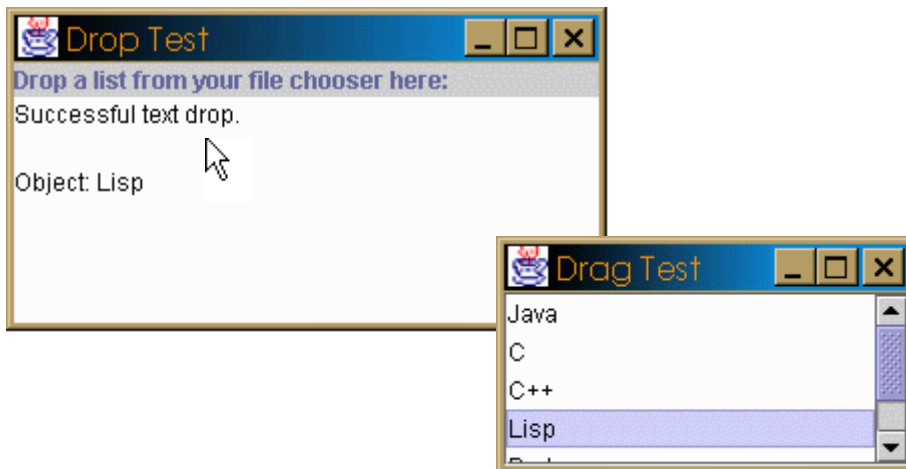 Drop Test
Drop a list from your file chooser here:
Successful text drop.
Object: Lisp
Drag Test
Java
C
C++
Lisp